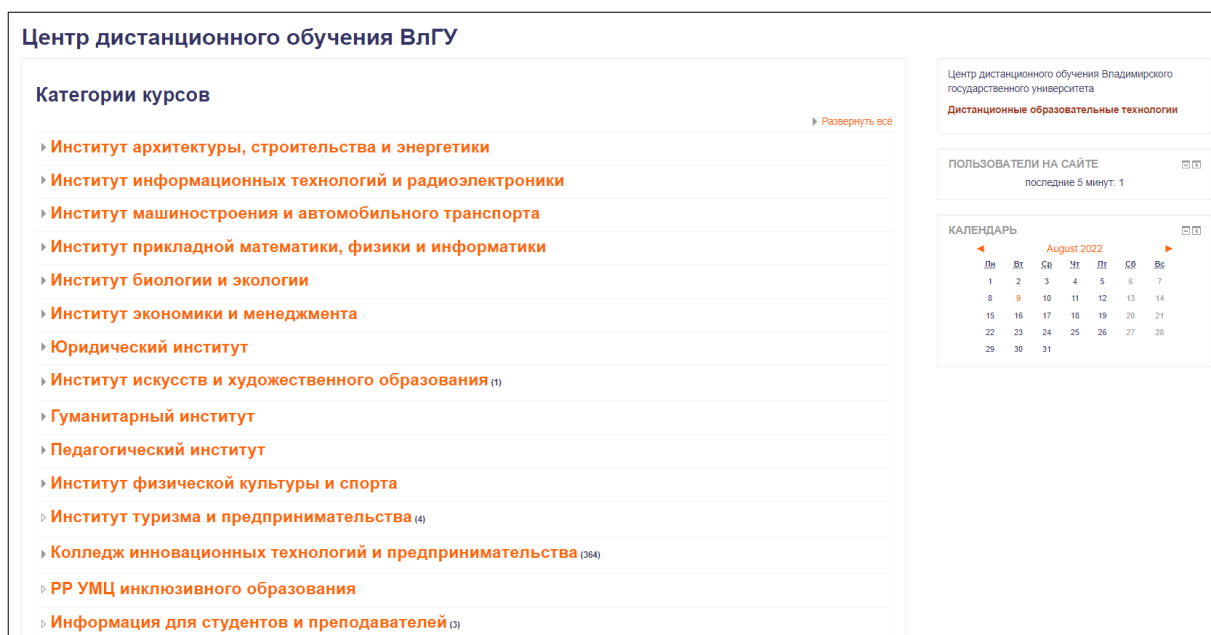 Центр дистанционного обучения ВлГУ
Категории курсов
Развернуть всё
Институт архитектуры, строительства и энергетики
Институт информационных технологий и радиоэлектроники
Институт машиностроения и автомобильного транспорта
Институт прикладной математики, физики и информатики
Институт биологии и экологии
Институт экономики и менеджмента
Юридический институт
Институт искусств и художественного образования (1)
Гуманитарный институт
Педагогический институт
Институт физической культуры и спорта
Институт туризма и предпринимательства (4)
Колледж инновационных технологий и предпринимательства (364)
РР УМЦ инклюзивного образования
Информация для студентов и преподавателей (3)
Центр дистанционного обучения Владимирского
государственного университета
Дистанционные образовательные технологии
ПОЛЬЗОВАТЕЛИ НА САЙТЕ
последние 5 минут: 1
КАЛЕНДАРЬ
August 2022
Пн Вт Ср Чт Пт Сб Вс
1 2 3 4 5 6 7
8 9 10 11 12 13 14
15 16 17 18 19 20 21
22 23 24 25 26 27 28
29 30 31